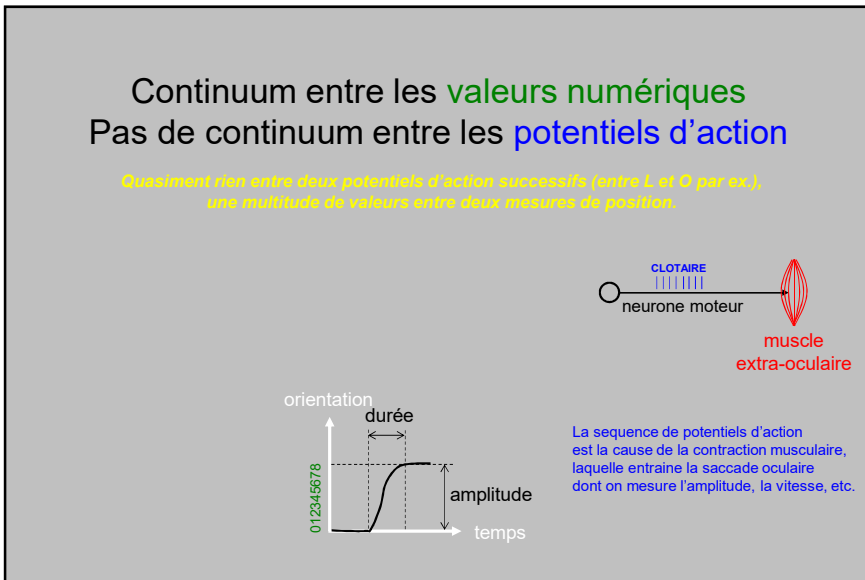 Continuum entre les valeurs numériques
Pas de continuum entre les potentiels d’action
Quasiment rien entre deux potentiels d’action successifs (entre L et O par ex.),
une multitude de valeurs entre deux mesures de position.
CLOTAIRE
neurone moteur
muscle
extra-oculaire
orientation
durée
012345678
amplitude
temps
La sequence de potentiels d’action
est la cause de la contraction musculaire,
laquelle entraine la saccade oculaire
dont on mesure l’amplitude, la vitesse, etc.